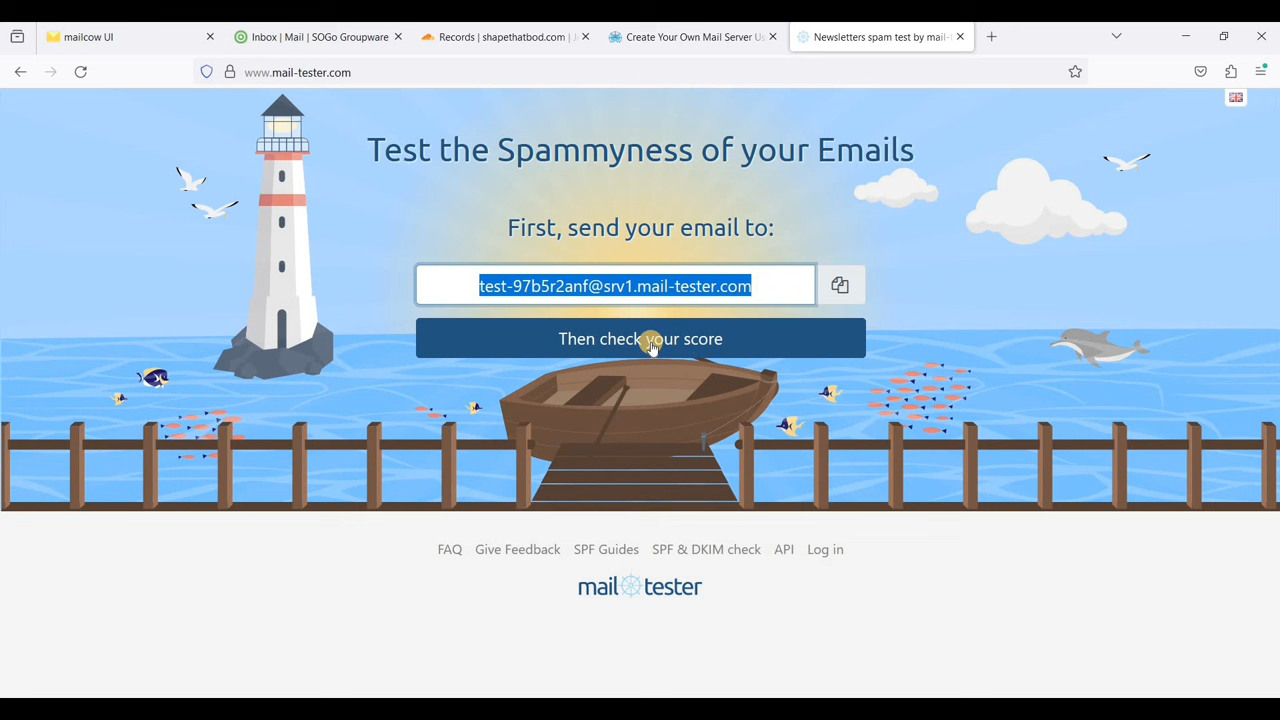 mailcow UI
Inbox | Mail | SOGo Groupware
Records | shapethatbod.com |
Create Your Own Mail Server Us
Newsletters spam test by mail-t
www.mail-tester.com
Test the Spammyness of your Emails
First, send your email to:
test-97b5r2anf@srv1.mail-tester.com
Then check your score
FAQ Give Feedback SPF Guides SPF & DKIM check API Log in
mail tester